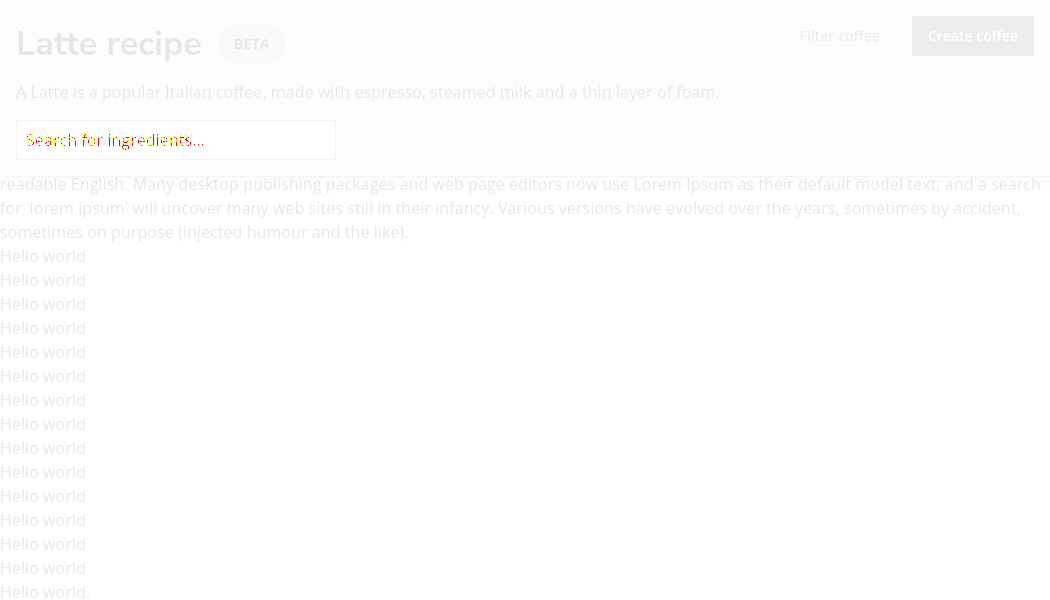 Latte recipe BETA Filter coffee Create coffee
A Latte is a popular Italian coffee, made with espresso, steamed milk and a thin layer of foam.
Search for ingredients...
readable English. Many desktop publishing packages and web page editors now use Lorem Ipsum as their default model text, and a search
for 'lorem ipsum' will uncover many web sites still in their infancy. Various versions have evolved over the years, sometimes by accident,
sometimes on purpose (injected humour and the like).
Hello world
Hello world
Hello world
Hello world
Hello world
Hello world
Hello world
Hello world
Hello world
Hello world
Hello world
Hello world
Hello world
Hello world
Hello world.